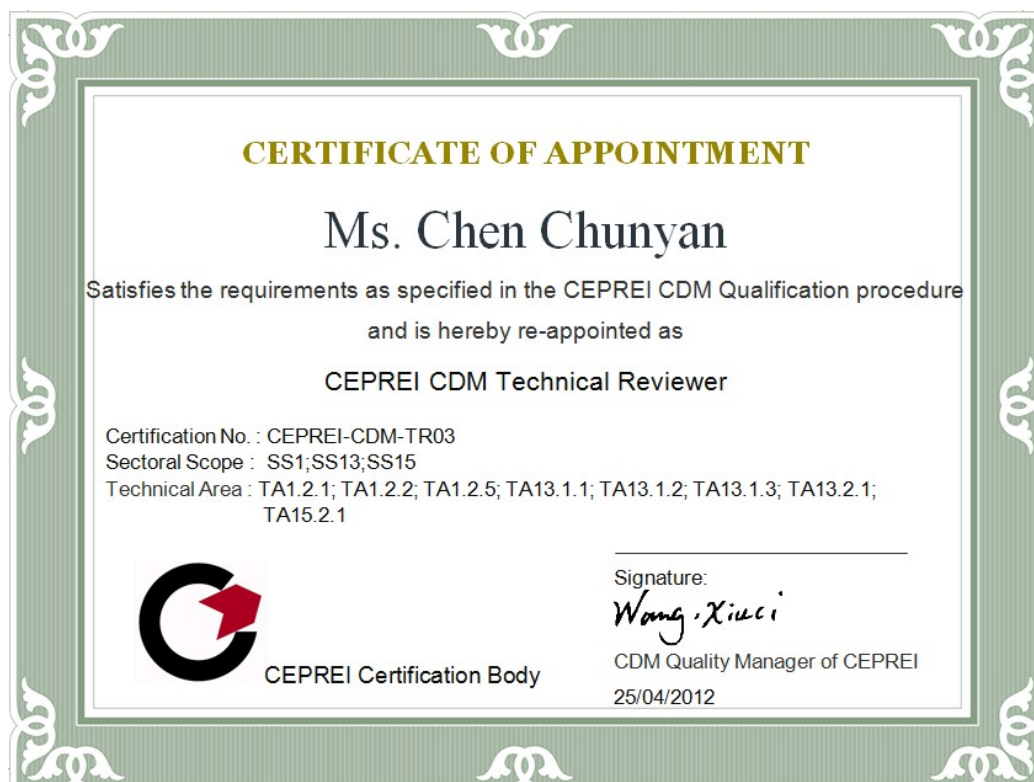 CERTIFICATE OF APPOINTMENT
Ms. Chen Chunyan
Satisfies the requirements as specified in the CEPREI CDM Qualification procedure
and is hereby re-appointed as
CEPREI CDM Technical Reviewer
Certification No. : CEPREI-CDM-TR03
Sectoral Scope : SS1;SS13;SS15
Technical Area : TA1.2.1; TA1.2.2; TA1.2.5; TA13.1.1; TA13.1.2; TA13.1.3; TA13.2.1;
TA15.2.1
CEPREI Certification Body
Signature:
Wang. Xiuci
CDM Quality Manager of CEPREI
25/04/2012